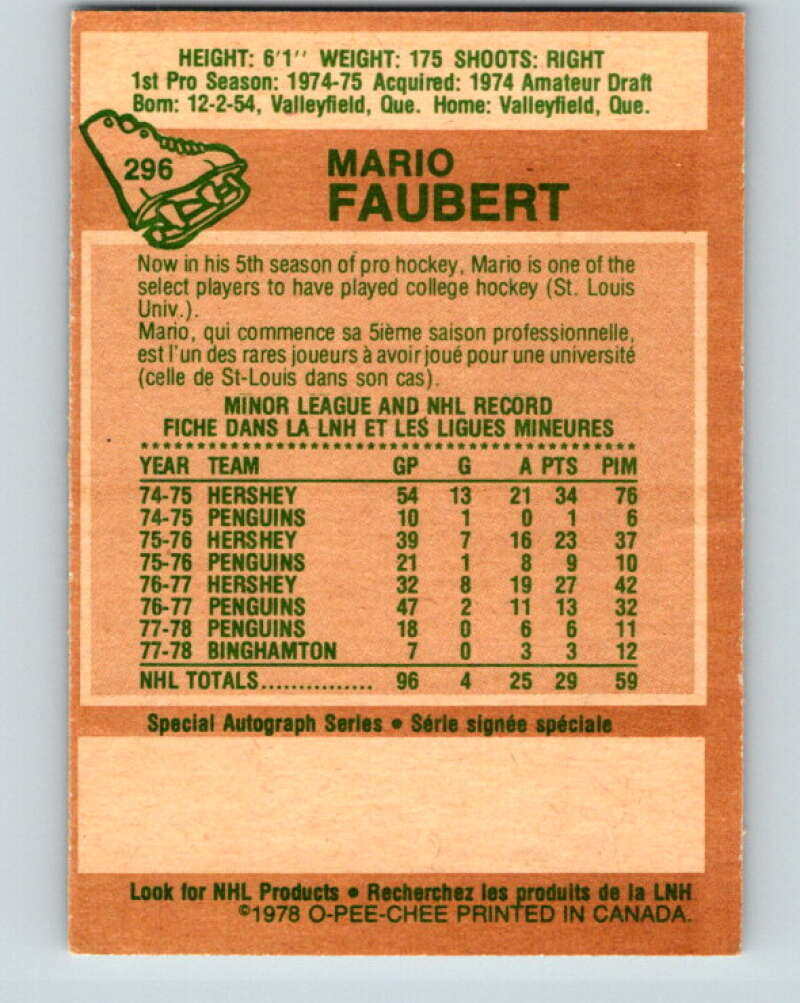 HEIGHT: 6'1'' WEIGHT: 175 SHOOTS: RIGHT
1st Pro Season: 1974-75 Acquired: 1974 Amateur Draft
Born: 12-2-54, Valleyfield, Que. Home: Valleyfield, Que.
296
MARIO
FAUBERT
Now in his 5th season of pro hockey, Mario is one of the
select players to have played college hockey (St. Louis
Univ.).
Mario, qui commence sa 5ième saison professionnelle,
est l'un des rares joueurs à avoir joué pour une université
(celle de St-Louis dans son cas).
MINOR LEAGUE AND NHL RECORD
FICHE DANS LA LNH ET LES LIGUES MINEURES
YEAR TEAM GP G A PTS PIM
74-75 HERSHEY 54 13 21 34 76
74-75 PENGUINS 10 1 0 1 6
75-76 HERSHEY 39 7 16 23 37
75-76 PENGUINS 21 1 8 9 10
76-77 HERSHEY 32 8 19 27 42
76-77 PENGUINS 47 2 11 13 32
77-78 PENGUINS 18 0 6 6 11
77-78 BINGHAMTON 7 0 3 3 12
NHL TOTALS............... 96 4 25 29 59
Special Autograph Series • Série signée spéciale
Look for NHL Products • Recherchez les produits de la LNH
©1978 O-PEE-CHEE PRINTED IN CANADA.